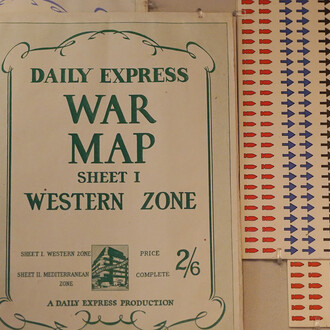 DAILY EXPRESS
WAR
MAP
SHEET I
WESTERN ZONE
SHEET I. WESTERN ZONE
SHEET II. MEDITERRANEAN
ZONE
PRICE
COMPLETE
2/6
A DAILY EXPRESS PRODUCTION